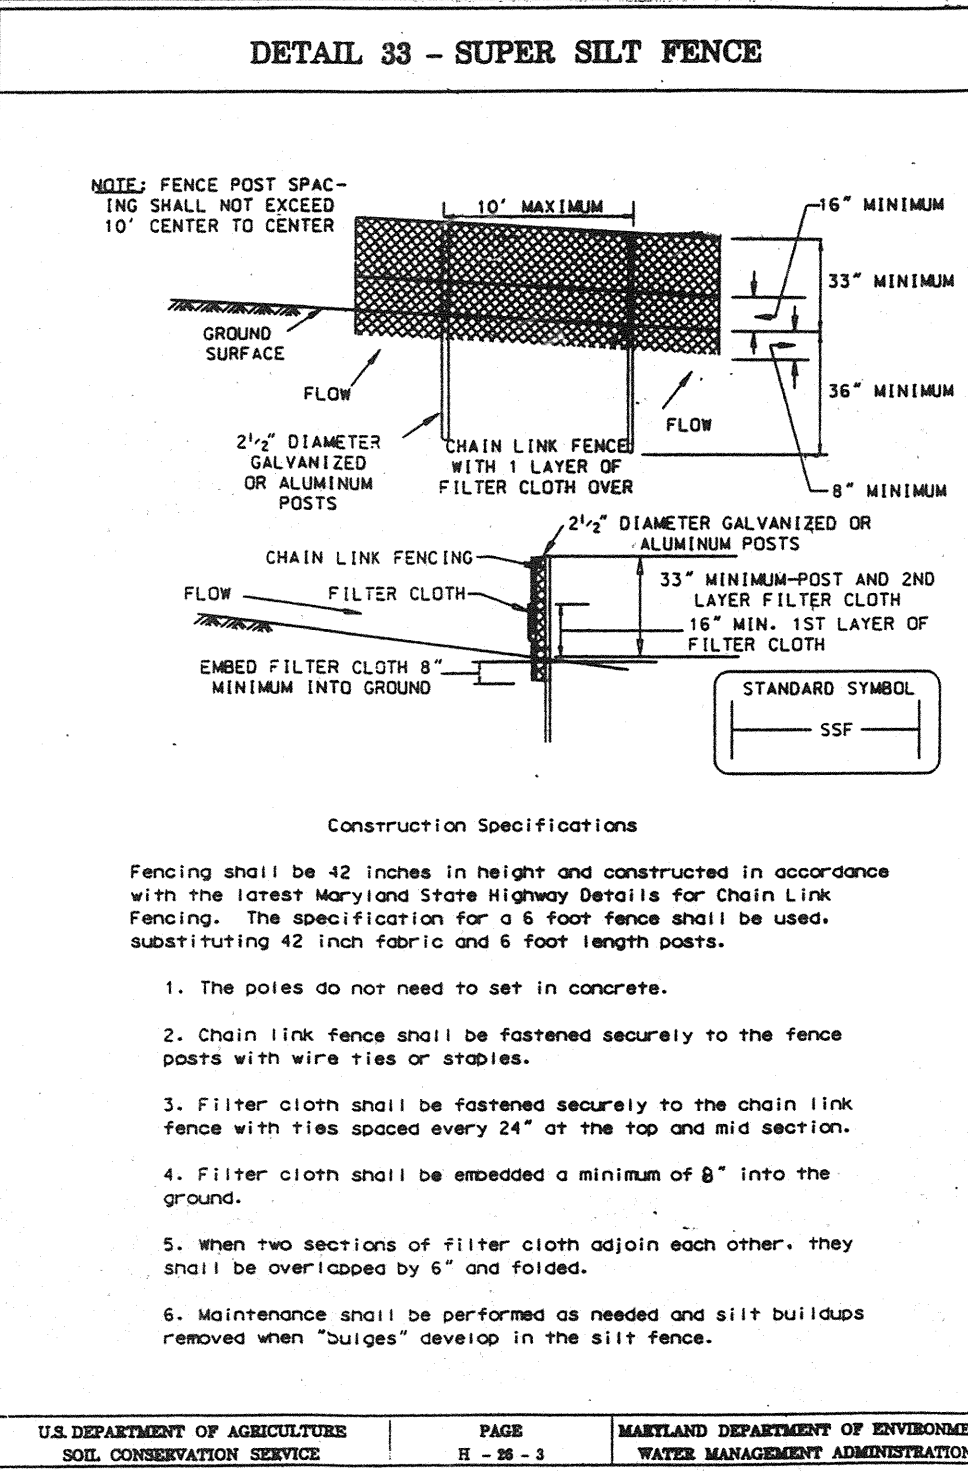 DETAIL 33 – SUPER SILT FENCE
NOTE: FENCE POST SPAC-
ING SHALL NOT EXCEED
10' CENTER TO CENTER
10' MAXIMUM
16" MINIMUM
33" MINIMUM
GROUND
SURFACE
FLOW
36" MINIMUM
FLOW
2 1/2" DIAMETER
GALVANIZED
OR ALUMINUM
POSTS
CHAIN LINK FENCE
WITH 1 LAYER OF
FILTER CLOTH OVER
8" MINIMUM
2 1/2" DIAMETER GALVANIZED OR
ALUMINUM POSTS
CHAIN LINK FENCING
FLOW
FILTER CLOTH
33" MINIMUM-POST AND 2ND
LAYER FILTER CLOTH
16" MIN. 1ST LAYER OF
FILTER CLOTH
EMBED FILTER CLOTH 8"
MINIMUM INTO GROUND
STANDARD SYMBOL
SSF
Construction Specifications
Fencing shall be 42 inches in height and constructed in accordance
with the latest Maryland State Highway Details for Chain Link
Fencing. The specification for a 6 foot fence shall be used,
substituting 42 inch fabric and 6 foot length posts.
1. The poles do not need to set in concrete.
2. Chain link fence shall be fastened securely to the fence
posts with wire ties or staples.
3. Filter cloth shall be fastened securely to the chain link
fence with ties spaced every 24" at the top and mid section.
4. Filter cloth shall be embedded a minimum of 8" into the
ground.
5. When two sections of filter cloth adjoin each other, they
shall be overlapped by 6" and folded.
6. Maintenance shall be performed as needed and silt buildups
removed when "bulges" develop in the silt fence.
U.S. DEPARTMENT OF AGRICULTURE
SOIL CONSERVATION SERVICE
PAGE
H - 26 - 3
MARYLAND DEPARTMENT OF ENVIRONME
WATER MANAGEMENT ADMINISTRATION